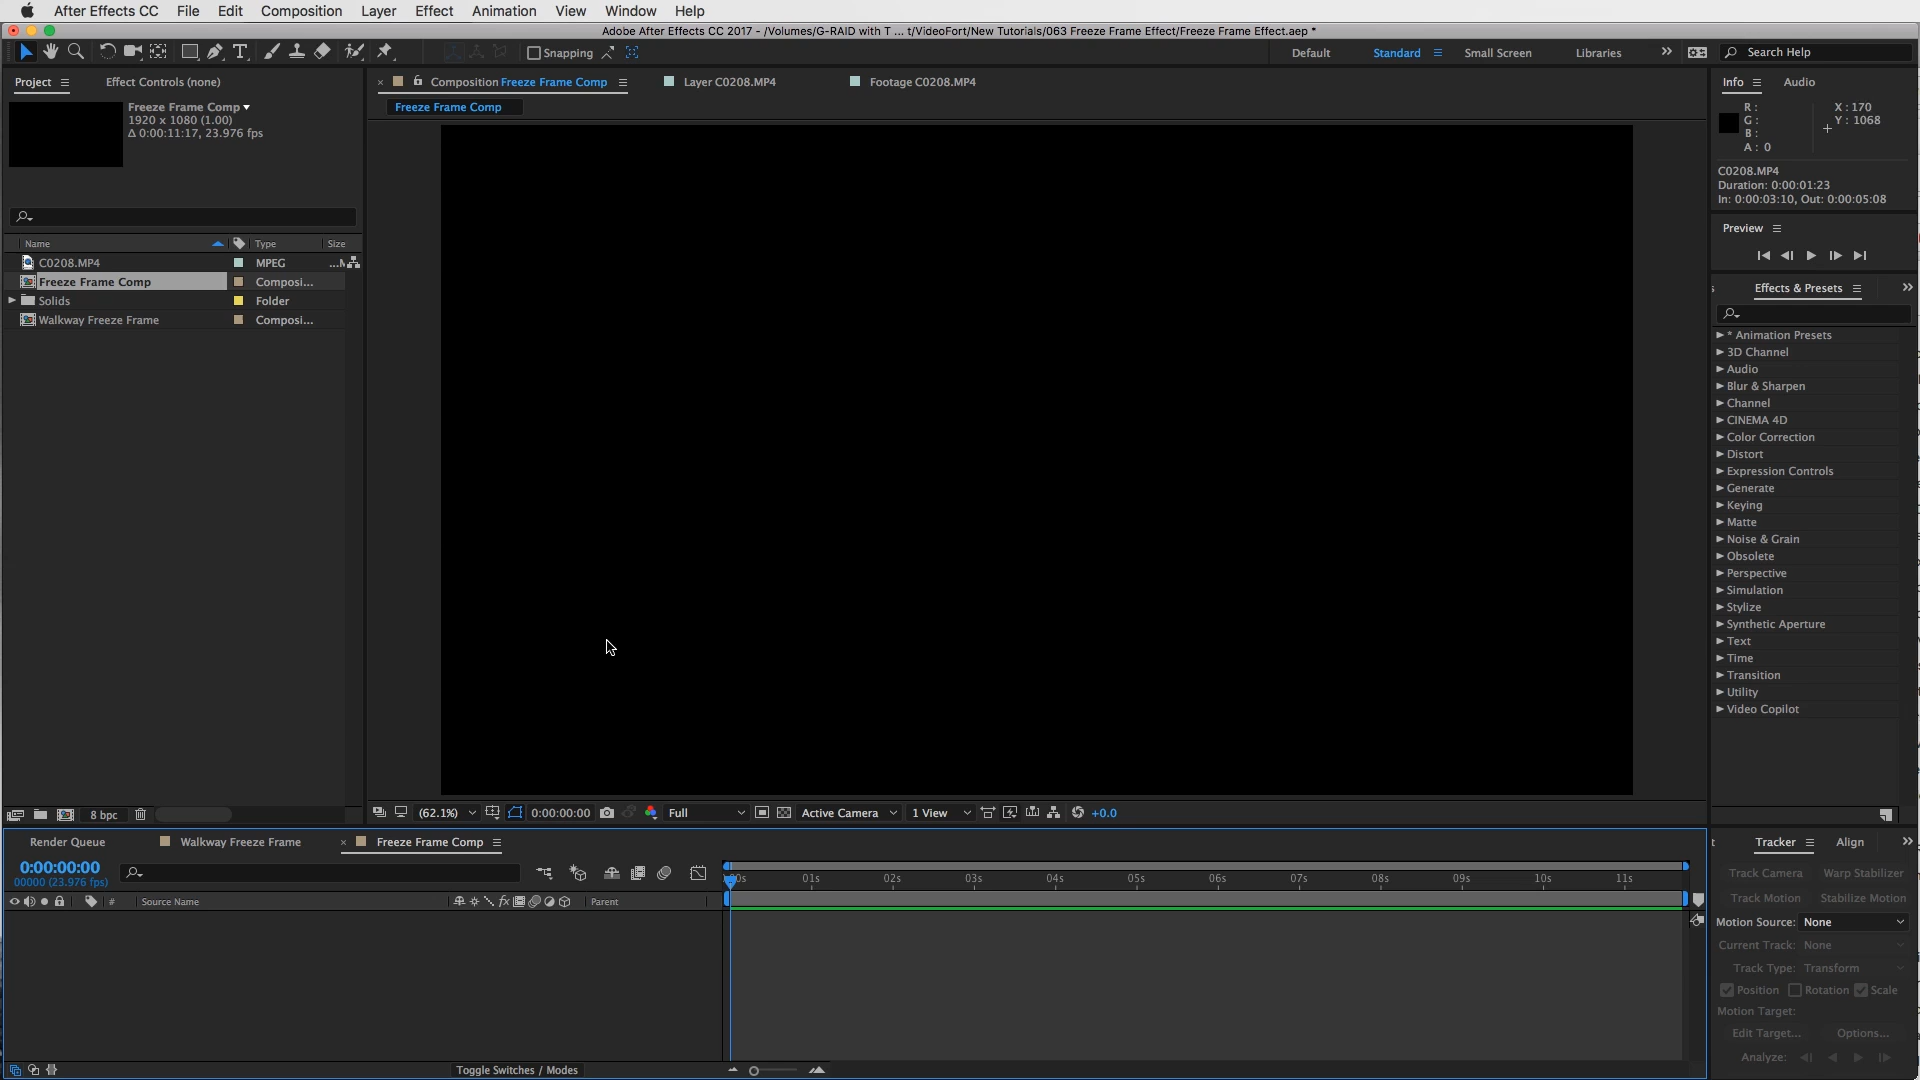 After Effects CC File Edit Composition Layer Effect Animation View Window Help
Adobe After Effects CC 2017 - /Volumes/G-RAID with T ... t/VideoFort/New Tutorials/063 Freeze Frame Effect/Freeze Frame Effect.aep *
Snapping Default Standard Small Screen Libraries Search Help
Project Effect Controls (none) Composition Freeze Frame Comp Layer C0208.MP4 Footage C0208.MP4 Info Audio
Freeze Frame Comp
1920 x 1080 (1.00)
Δ 0:00:11:17, 23.976 fps
Freeze Frame Comp
R: X: 170
G: Y: 1068
B:
A: 0
C0208.MP4
Duration: 0:00:01:23
In: 0:00:03:10, Out: 0:00:05:08
Preview
Name Type Size
C0208.MP4 MPEG
Freeze Frame Comp Composi...
Solids Folder
Walkway Freeze Frame Composi...
Effects & Presets
* Animation Presets
3D Channel
Audio
Blur & Sharpen
Channel
CINEMA 4D
Color Correction
Distort
Expression Controls
Generate
Keying
Matte
Noise & Grain
Obsolete
Perspective
Simulation
Stylize
Synthetic Aperture
Text
Time
Transition
Utility
Video Copilot
8 bpc (62.1%) 0:00:00:00 Full Active Camera 1 View +0.0
Render Queue Walkway Freeze Frame Freeze Frame Comp Tracker Align
0:00:00:00
00000 (23.976 fps)
01s 02s 03s 04s 05s 06s 07s 08s 09s 10s 11s
# Source Name fx Parent
Track Camera Warp Stabilizer
Track Motion Stabilize Motion
Motion Source: None
Current Track: None
Track Type: Transform
Position Rotation Scale
Motion Target:
Edit Target... Options...
Analyze:
Toggle Switches / Modes